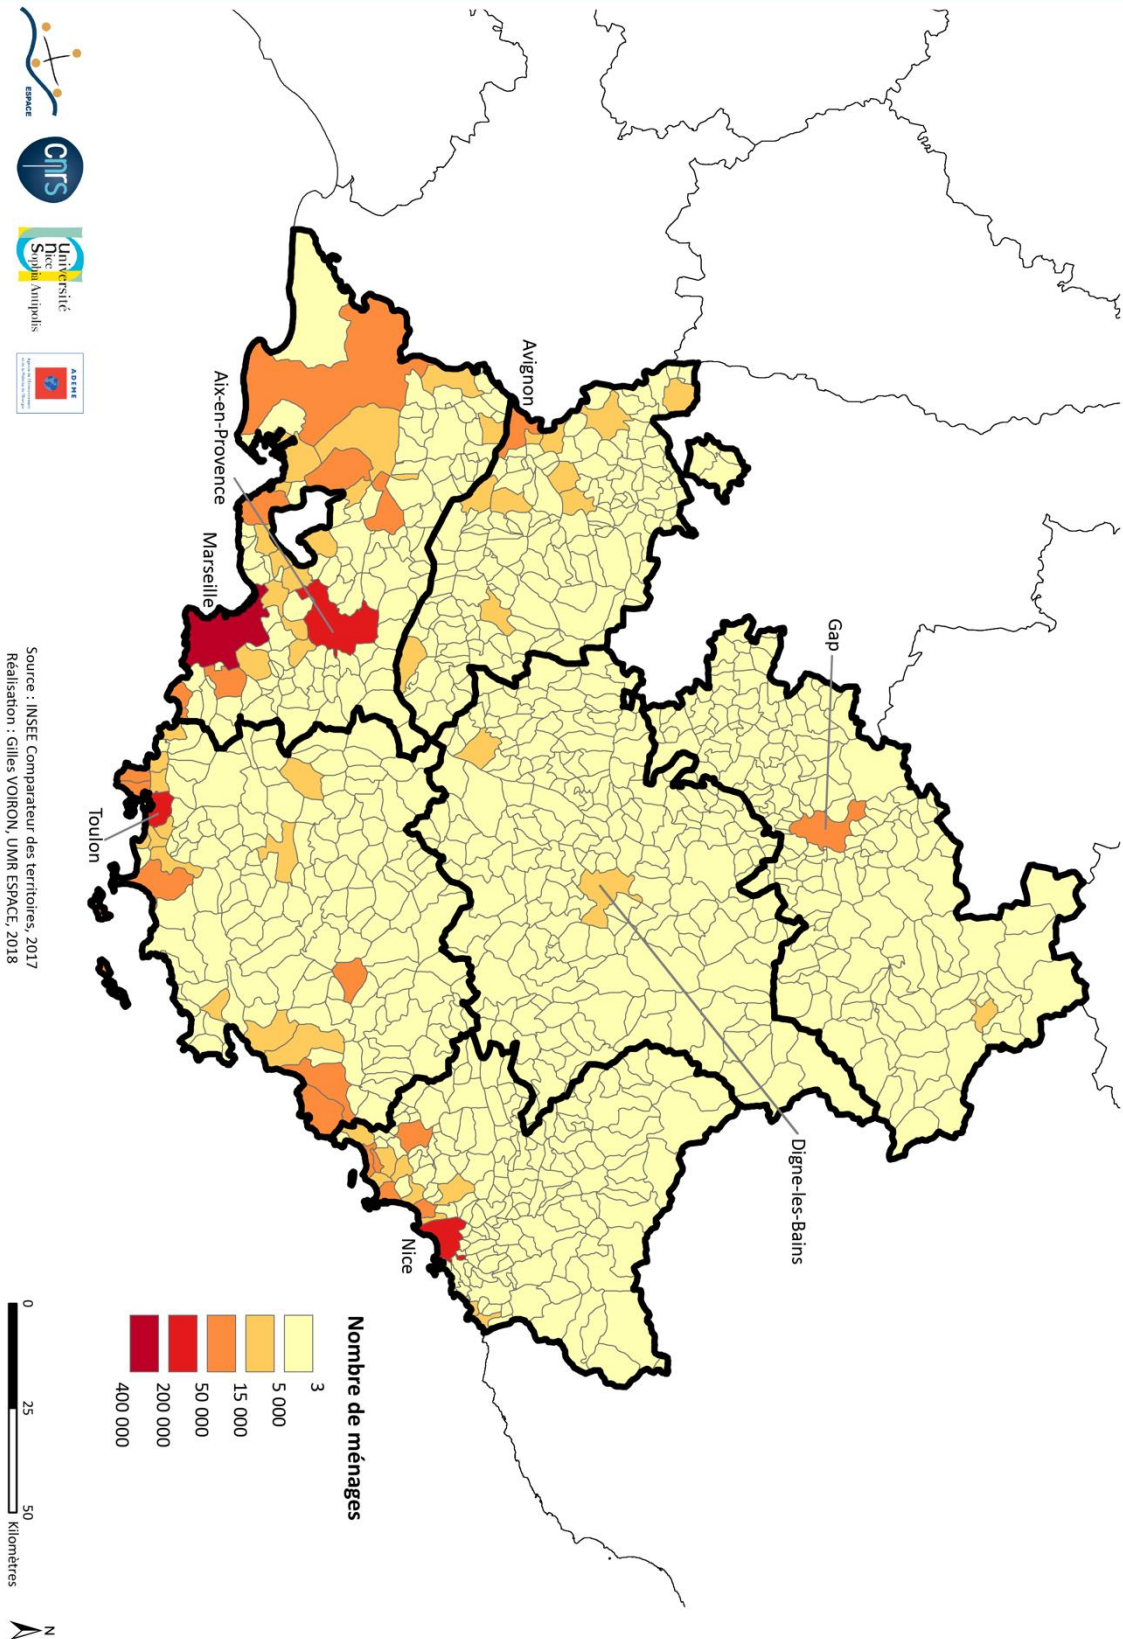 Gap
Digne-les-Bains
Avignon
Aix-en-Provence
Marseille
Toulon
Nice
Nombre de ménages
3
5 000
15 000
50 000
200 000
400 000
0 25 50
Kilomètres
N
ESPACE
cnrs
Université
Nice
Sophia Antipolis
ADEME
Source : INSEE Comparateur des territoires, 2017
Réalisation : Gilles VOIRON, UMR ESPACE, 2018